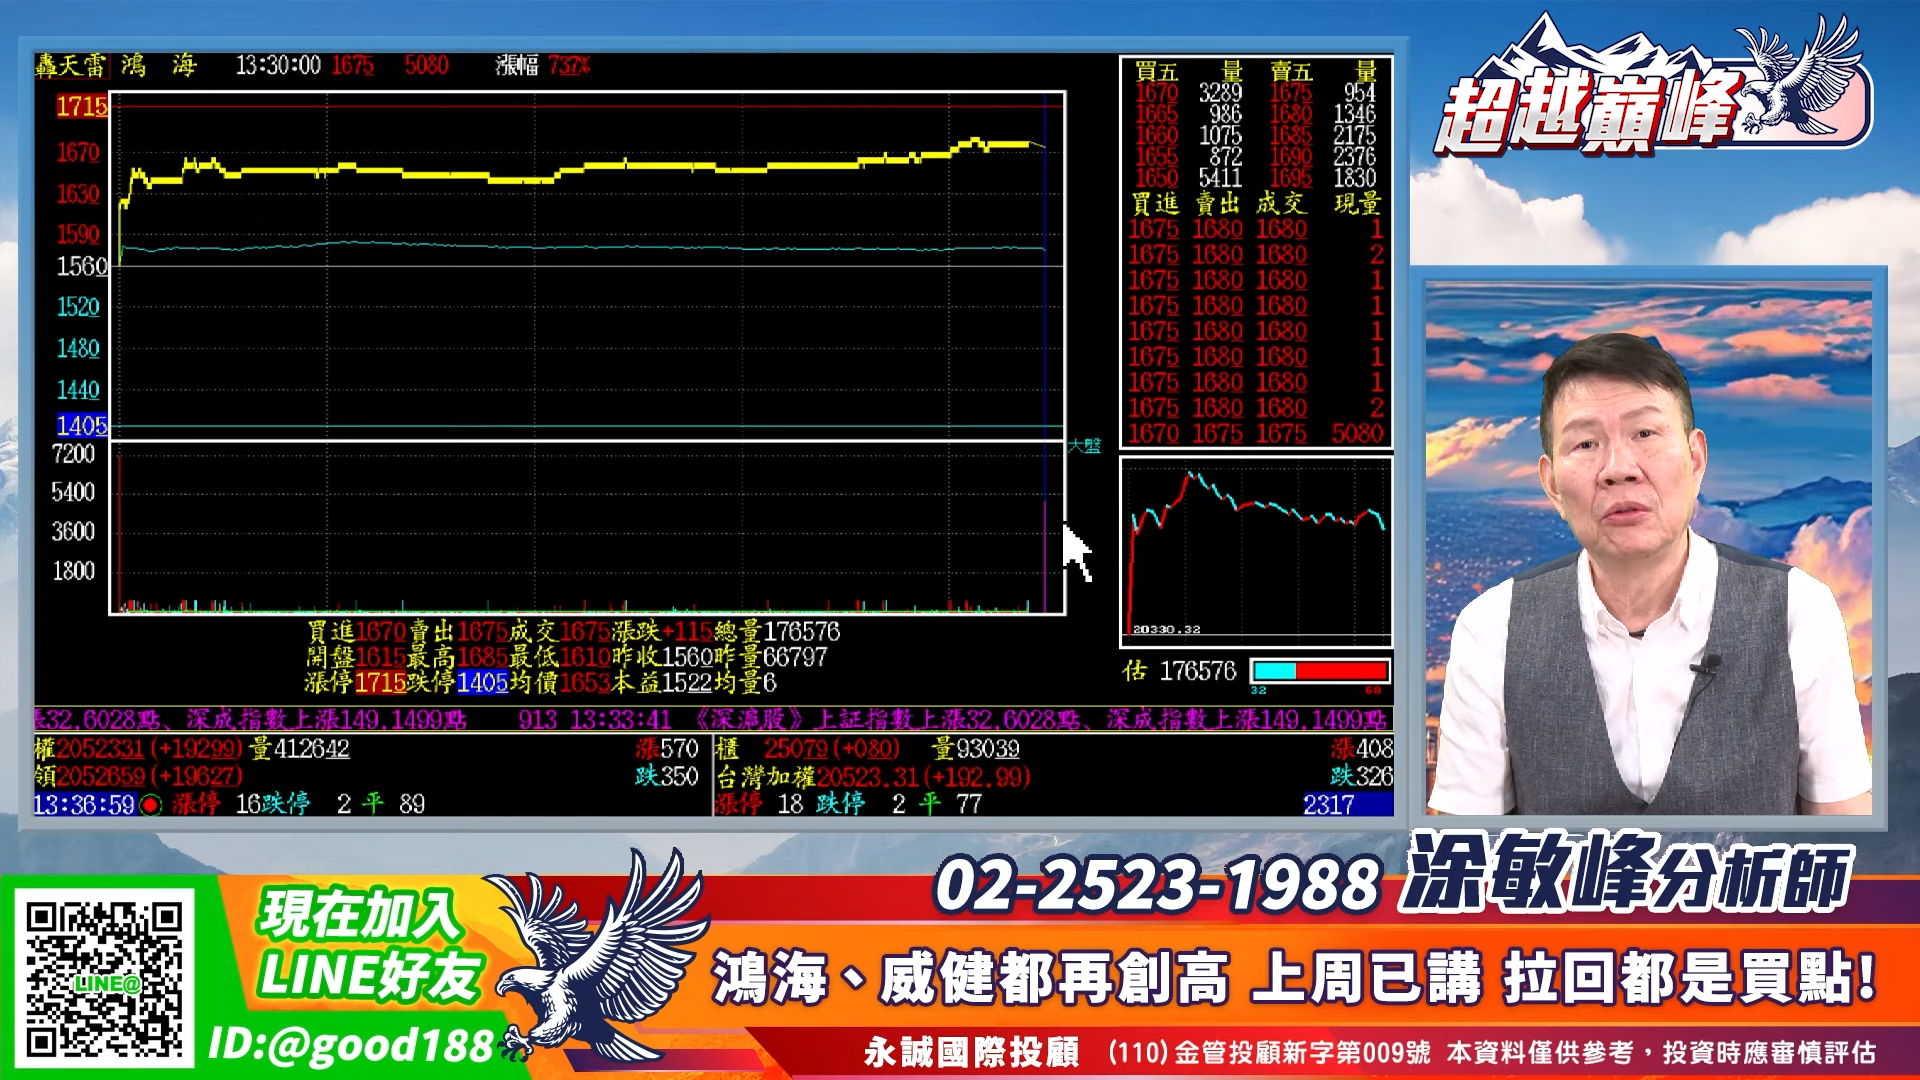 轟天雷 鴻 海 13:30:00 1675 5080 漲幅 737%
1715
1670
1630
1590
1560
1520
1480
1440
1405
7200
5400
3600
1800
大盤
買五 量 賣五 量
1670 3289 1675 954
1665 986 1680 1346
1660 1075 1685 2175
1655 872 1690 2376
1650 5411 1695 1830
買進 賣出 成交 現量
1675 1680 1680 1
1675 1680 1680 2
1675 1680 1680 1
1675 1680 1680 1
1675 1680 1680 1
1675 1680 1680 1
1675 1680 1680 1
1675 1680 1680 2
1670 1675 1675 5080
20330.32
估 176576
32 68
買進1670賣出1675成交1675漲跌+115總量176576
開盤1615最高1685最低1610昨收1560昨量66797
漲停1715跌停1405均價1653本益1522均量6
長32.6028點、深成指數上漲149.1499點 913 13:33:41 《深滬股》上証指數上漲32.6028點、深成指數上漲149.1499點
權2052331(+19299)量412642 漲570
領2052659(+19627) 跌350
13:36:59 漲停 16跌停 2 平 89
櫃 25079(+080) 量93039 漲408
台灣加權20523.31(+192.99) 跌326
漲停 18 跌停 2 平 77 2317
超越巔峰
02-2523-1988 涂敏峰分析師
LINE@
現在加入
LINE好友
ID:@good188
鴻海、威健都再創高 上周已講 拉回都是買點!
永誠國際投顧 (110)金管投顧新字第009號 本資料僅供參考，投資時應審慎評估